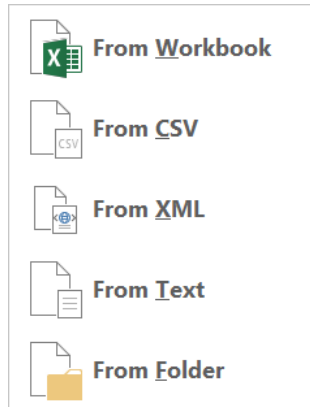 From Workbook
CSV
From CSV
From XML
From Text
From Folder